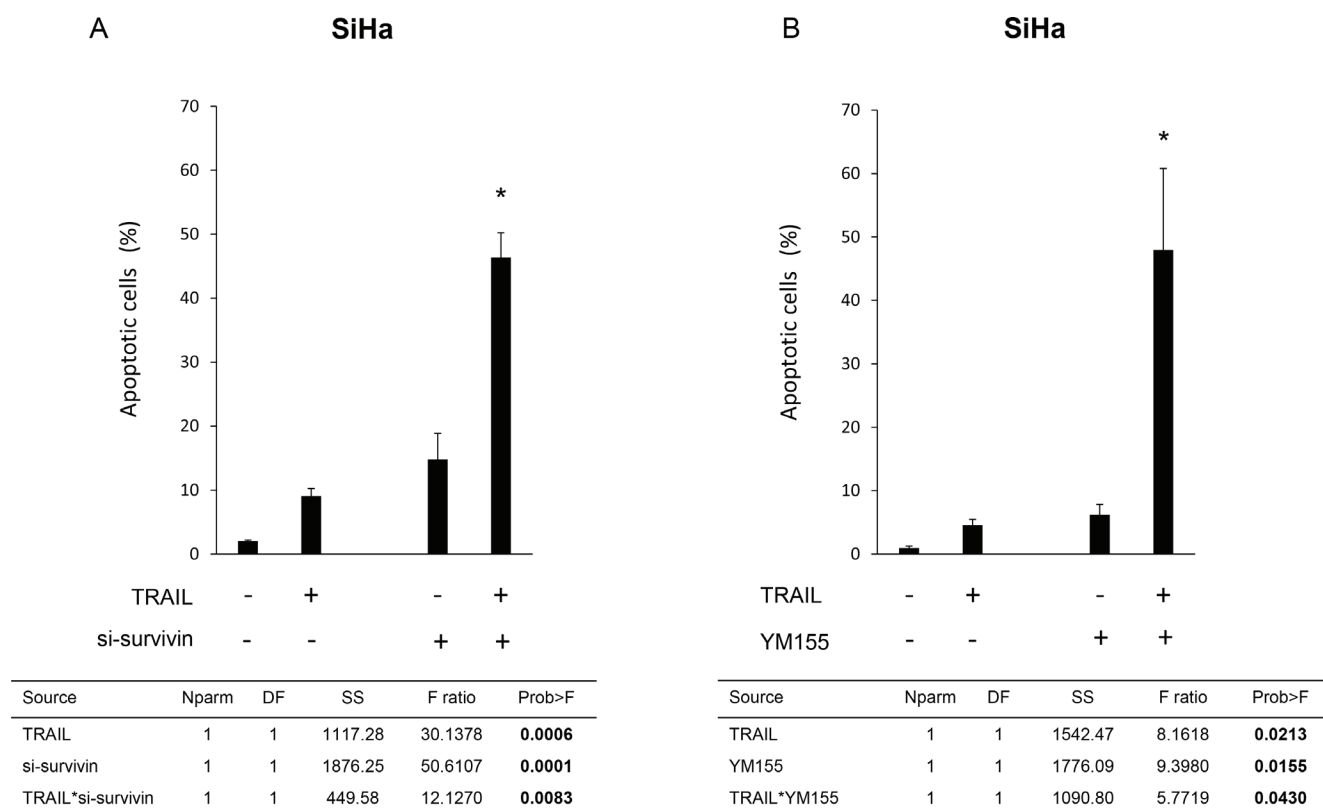 A
SiHa
70
60
50
40
30
20
10
0
Apoptotic cells (%)
*
TRAIL - + - +
si-survivin - - + +
Source Nparm DF SS F ratio Prob>F
TRAIL 1 1 1117.28 30.1378 0.0006
si-survivin 1 1 1876.25 50.6107 0.0001
TRAIL*si-survivin 1 1 449.58 12.1270 0.0083
B
SiHa
70
60
50
40
30
20
10
0
Apoptotic cells (%)
*
TRAIL - + - +
YM155 - - + +
Source Nparm DF SS F ratio Prob>F
TRAIL 1 1 1542.47 8.1618 0.0213
YM155 1 1 1776.09 9.3980 0.0155
TRAIL*YM155 1 1 1090.80 5.7719 0.0430